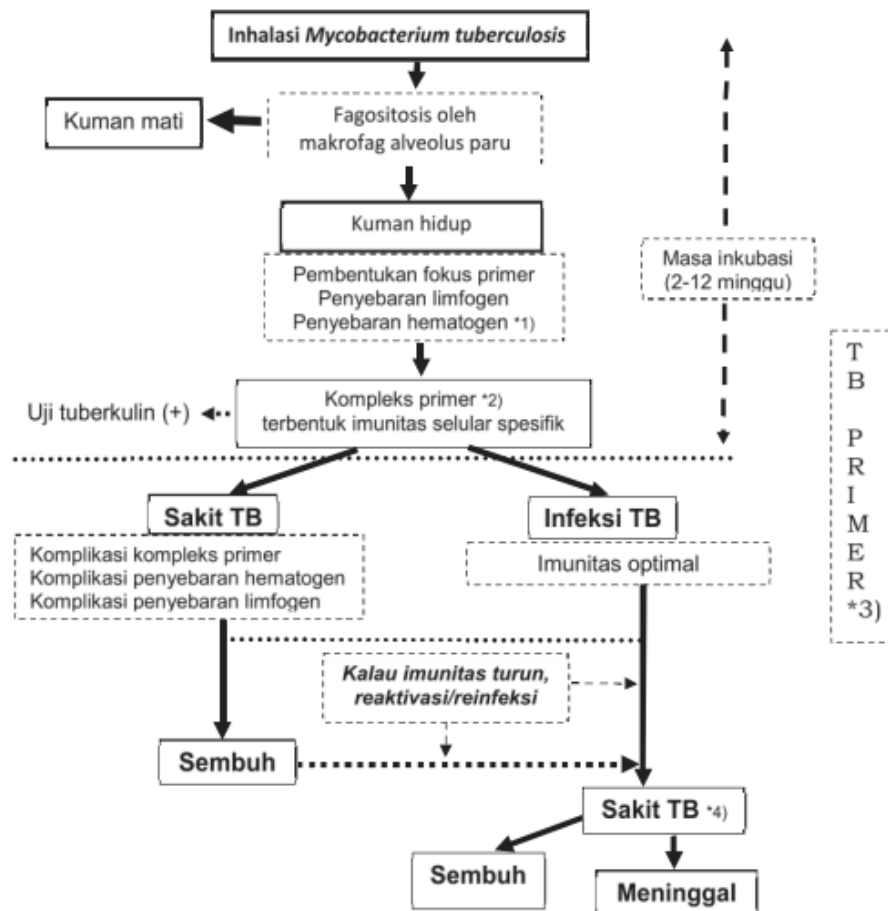 Inhalasi Mycobacterium tuberculosis
Kuman mati
Fagositosis oleh
makrofag alveolus paru
Kuman hidup
Pembentukan fokus primer
Penyebaran limfogen
Penyebaran hematogen *1)
Masa inkubasi
(2-12 minggu)
Uji tuberkulin (+)
Kompleks primer *2)
terbentuk imunitas selular spesifik
T
B
P
R
I
M
E
R
*3)
Sakit TB
Komplikasi kompleks primer
Komplikasi penyebaran hematogen
Komplikasi penyebaran limfogen
Infeksi TB
Imunitas optimal
Kalau imunitas turun,
reaktivasi/reinfeksi
Sembuh
Sakit TB *4)
Sembuh
Meninggal